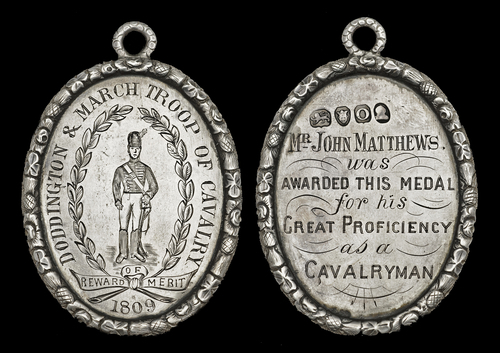 DODDINGTON & MARCH TROOP OF CAVALRY
REWARD OF MERIT
1809
MR. JOHN MATTHEWS.
was
AWARDED THIS MEDAL
for his
GREAT PROFICIENCY
as a
CAVALRYMAN